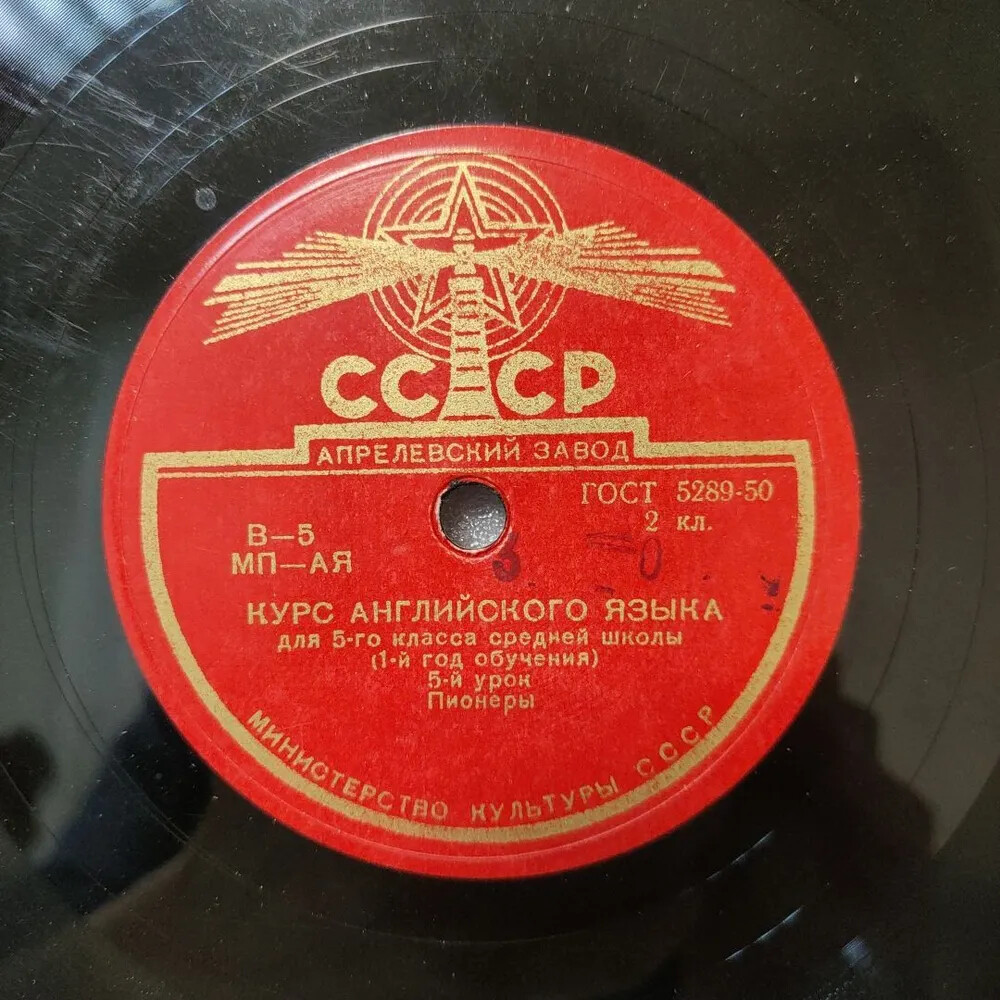 СССР
АПРЕЛЕВСКИЙ ЗАВОД
ГОСТ 5289-50
2 кл.
В—5
МП—АЯ
КУРС АНГЛИЙСКОГО ЯЗЫКА
для 5-го класса средней школы
(1-й год обучения)
5-й урок
Пионеры
МИНИСТЕРСТВО КУЛЬТУРЫ СССР